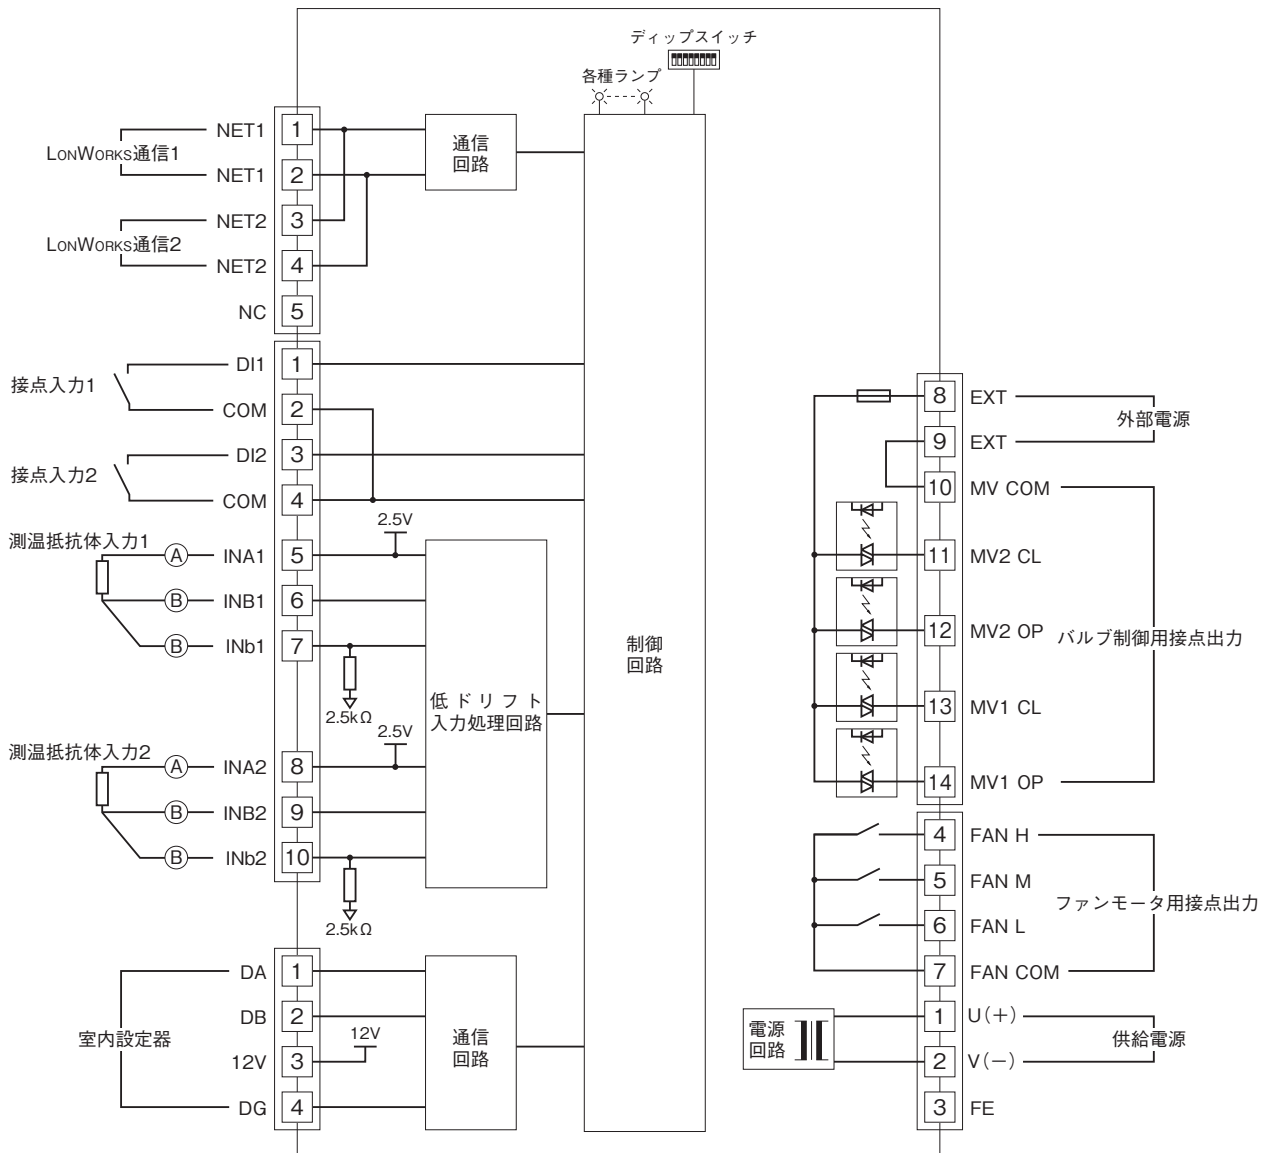 ディップスイッチ
各種ランプ
LONWORKS通信1
NET1 1
NET1 2
LONWORKS通信2
NET2 3
NET2 4
NC 5
通信
回路
接点入力1
DI1 1
COM 2
接点入力2
DI2 3
COM 4
測温抵抗体入力1
A INA1 5
B INB1 6
B INb1 7
2.5V
2.5kΩ
測温抵抗体入力2
A INA2 8
B INB2 9
B INb2 10
2.5V
2.5kΩ
低ドリフト
入力処理回路
制御
回路
室内設定器
DA 1
DB 2
12V 3
DG 4
12V
通信
回路
8 EXT
9 EXT
外部電源
10 MV COM
11 MV2 CL
12 MV2 OP
13 MV1 CL
14 MV1 OP
バルブ制御用接点出力
4 FAN H
5 FAN M
6 FAN L
7 FAN COM
ファンモータ用接点出力
電源
回路
1 U(+)
2 V(−)
供給電源
3 FE